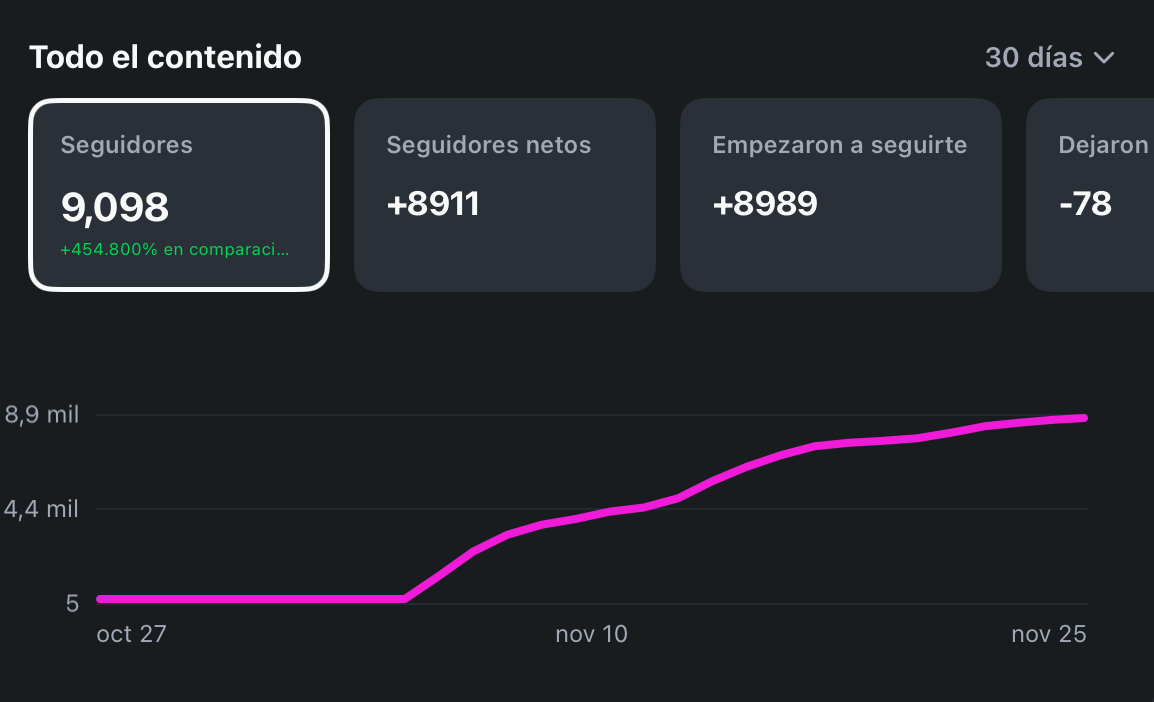 Todo el contenido
30 días
Seguidores
9,098
+454.800% en comparaci...
Seguidores netos
+8911
Empezaron a seguirte
+8989
Dejaron
-78
8,9 mil
4,4 mil
5
oct 27
nov 10
nov 25